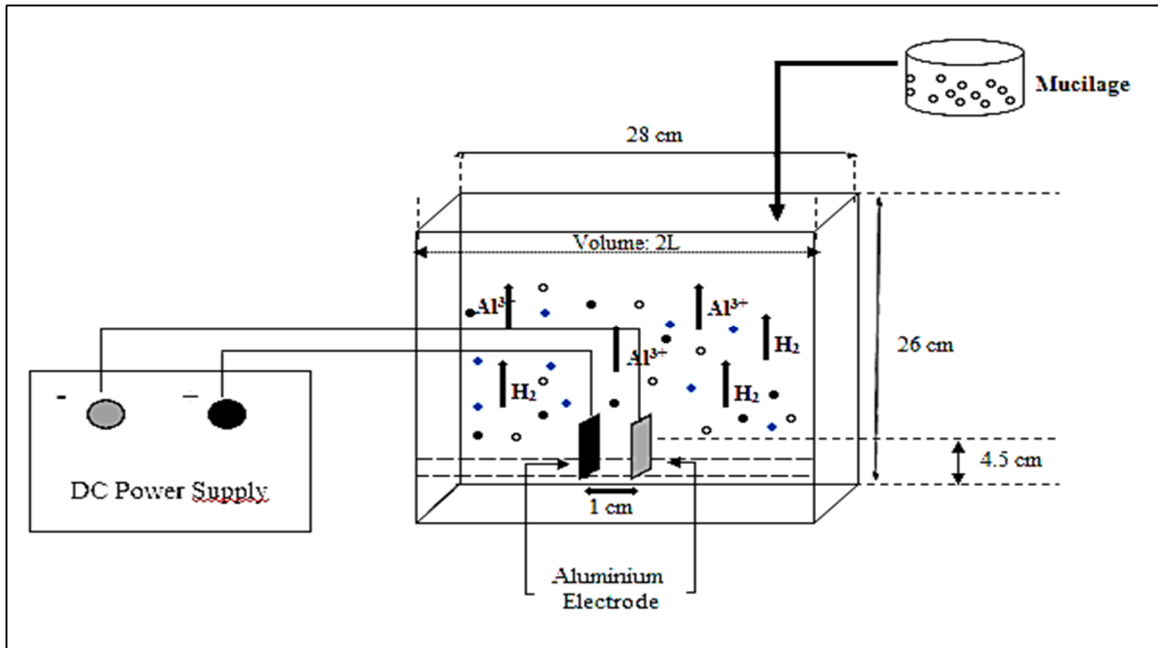 Mucilage
28 cm
Volume: 2L
Al³⁺
Al³⁺
Al³⁺
H₂
H₂
H₂
26 cm
4.5 cm
- +
DC Power Supply
1 cm
Aluminium
Electrode